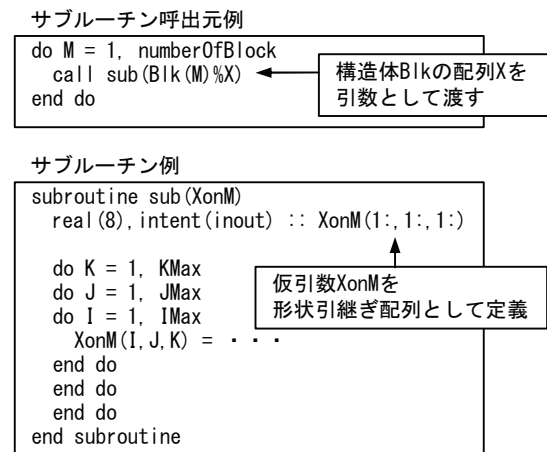 サブルーチン呼出元例
do M = 1, numberOfBlock
call sub(Blk(M)%X)
end do
構造体Blkの配列Xを
引数として渡す
サブルーチン例
subroutine sub(XonM)
real(8),intent(inout) :: XonM(1:,1:,1:)
do K = 1, KMax
do J = 1, JMax
do I = 1, IMax
XonM(I,J,K) = ・・・
end do
end do
end do
end subroutine
仮引数XonMを
形状引継ぎ配列として定義